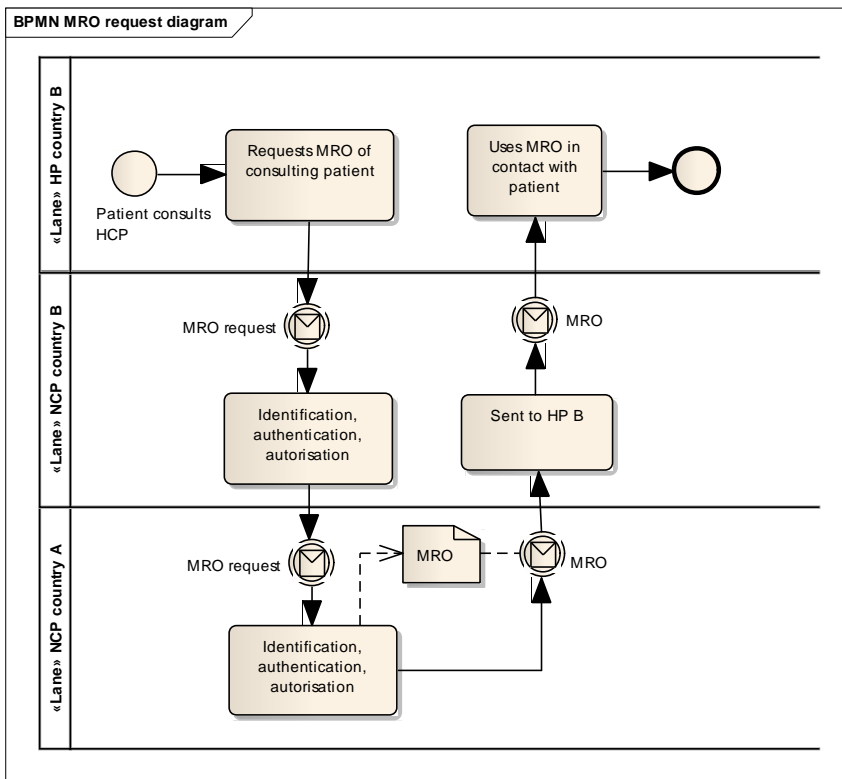 BPMN MRO request diagram
«Lane» HP country B
Patient consults
HCP
Requests MRO of
consulting patient
Uses MRO in
contact with
patient
«Lane» NCP country B
MRO request
MRO
Identification,
authentication,
autorisation
Sent to HP B
«Lane» NCP country A
MRO request
MRO
MRO
Identification,
authentication,
autorisation